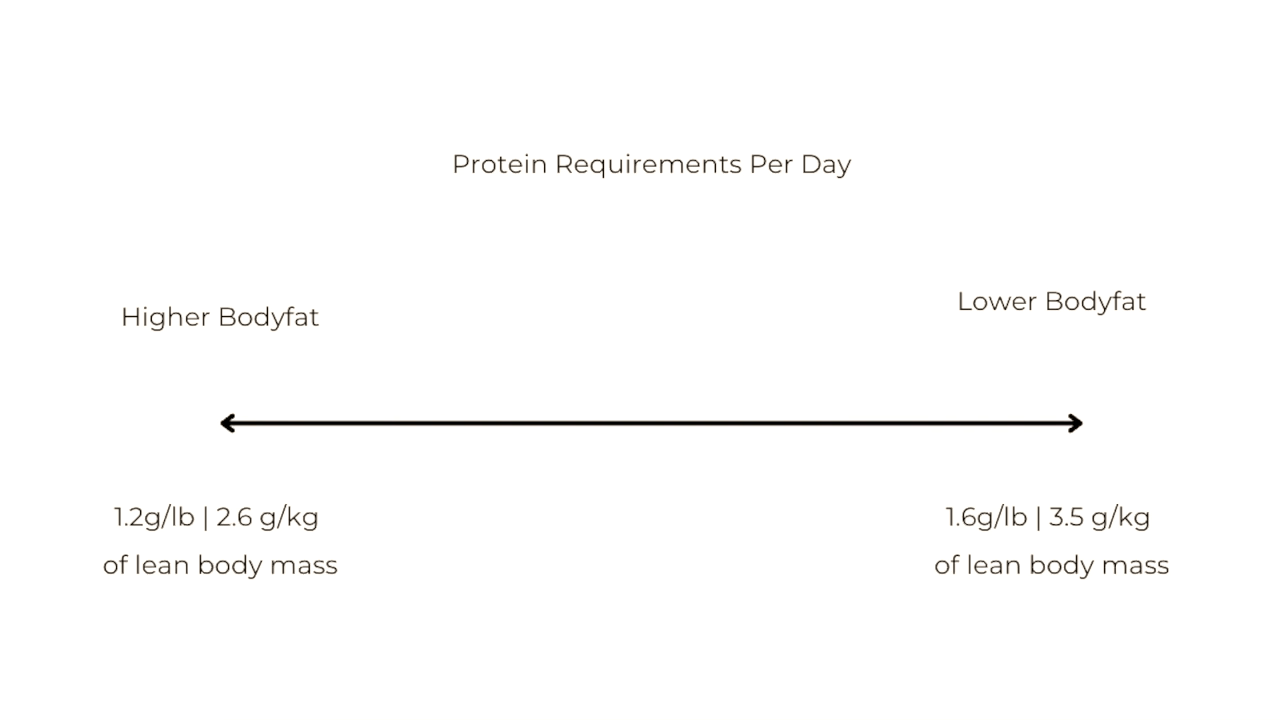 Protein Requirements Per Day
Higher Bodyfat
Lower Bodyfat
1.2g/lb | 2.6 g/kg
of lean body mass
1.6g/lb | 3.5 g/kg
of lean body mass